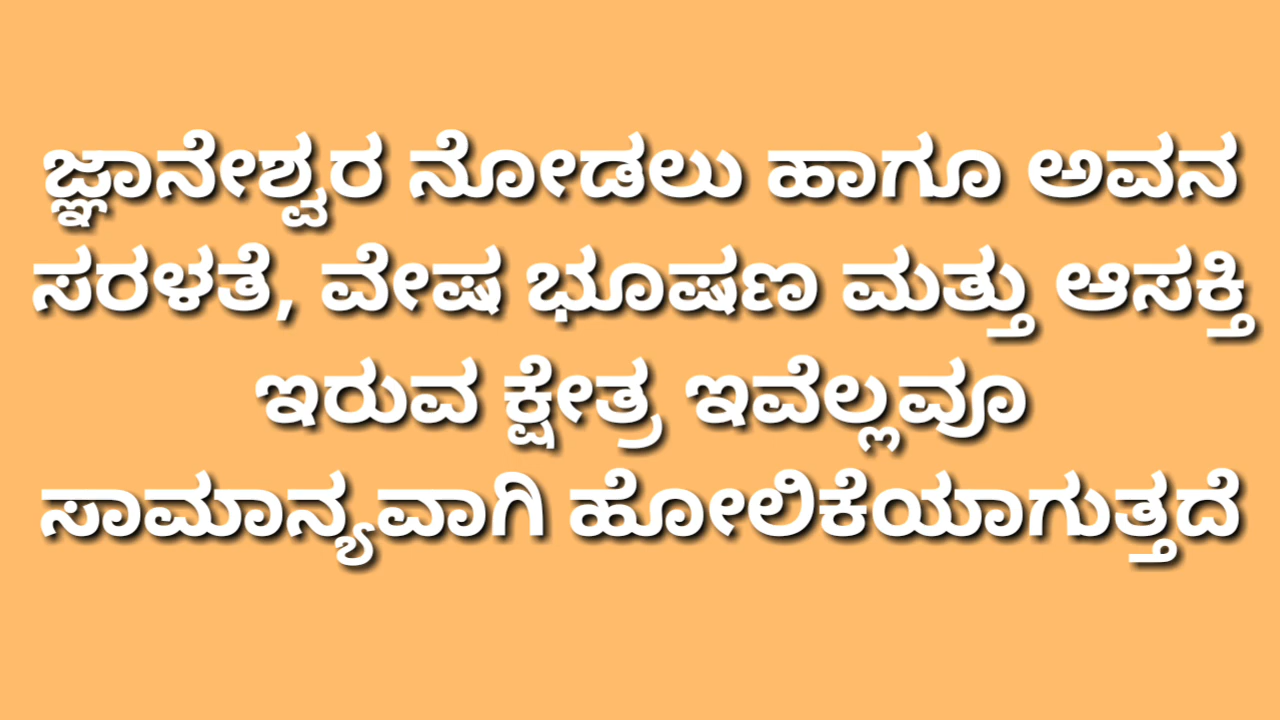 ಜ್ಞಾನೇಶ್ವರ ನೋಡಲು ಹಾಗೂ ಅವನ
ಸರಳತೆ, ವೇಷ ಭೂಷಣ ಮತ್ತು ಆಸಕ್ತಿ
ಇರುವ ಕ್ಷೇತ್ರ ಇವೆಲ್ಲವೂ
ಸಾಮಾನ್ಯವಾಗಿ ಹೋಲಿಕೆಯಾಗುತ್ತದೆ